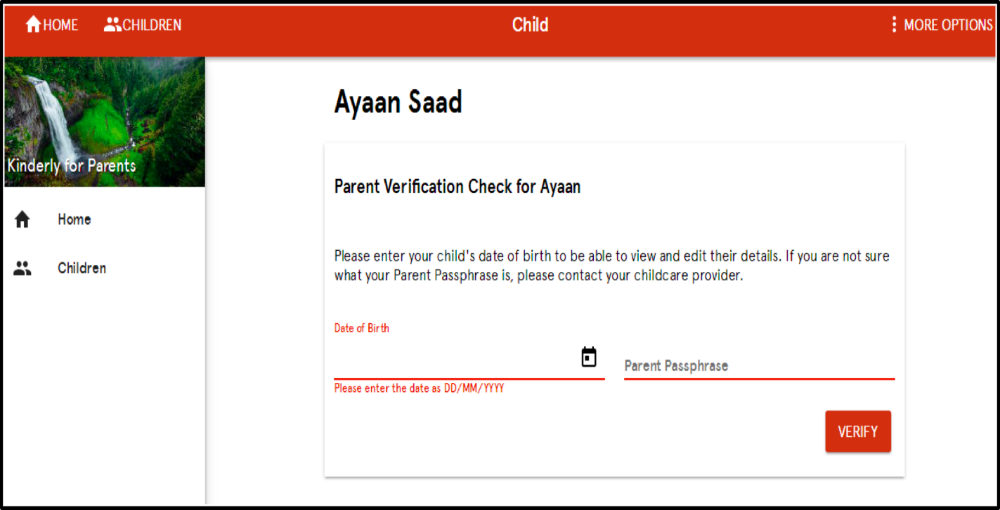 HOME
CHILDREN
Child
MORE OPTIONS
Kinderly for Parents
Home
Children
Ayaan Saad
Parent Verification Check for Ayaan
Please enter your child's date of birth to be able to view and edit their details. If you are not sure
what your Parent Passphrase is, please contact your childcare provider.
Date of Birth
Parent Passphrase
Please enter the date as DD/MM/YYYY
VERIFY